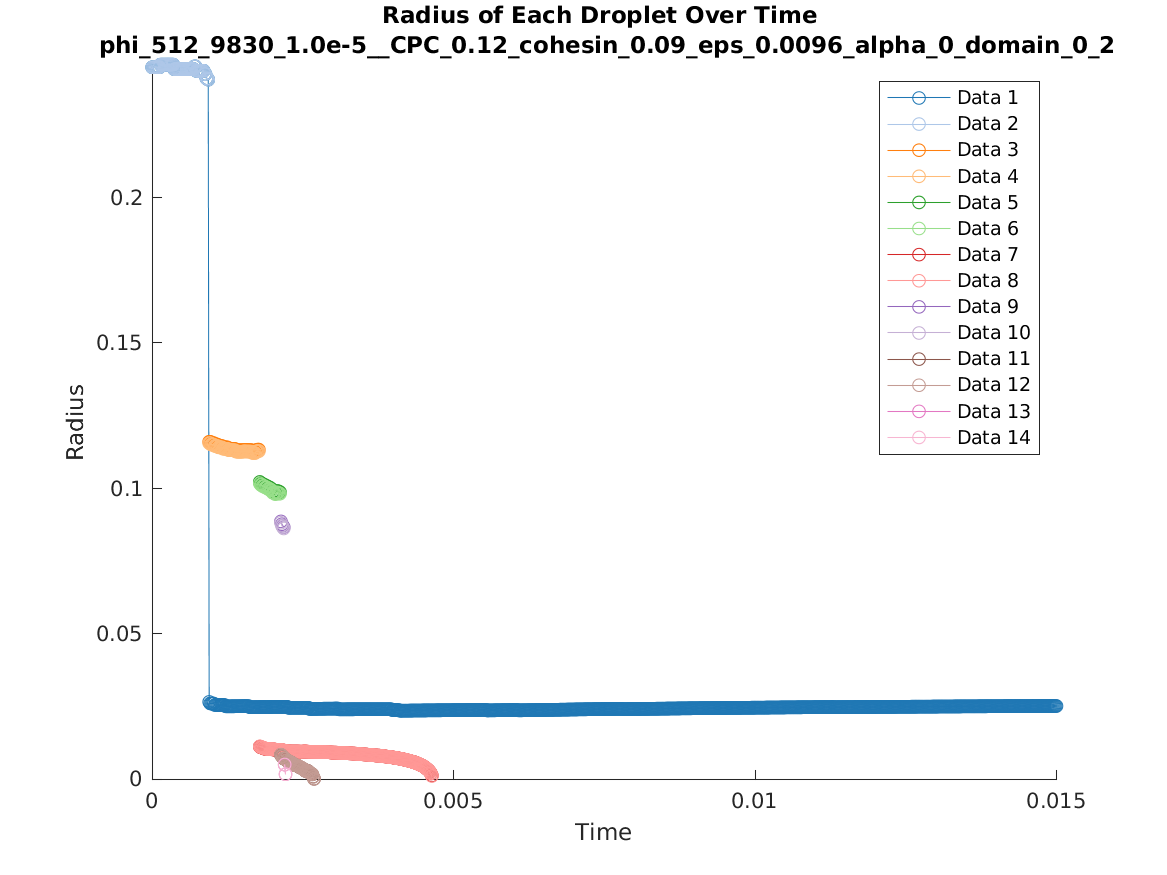 Radius of Each Droplet Over Time
phi_512_9830_1.0e-5__CPC_0.12_cohesin_0.09_eps_0.0096_alpha_0_domain_0_2
Data 1
Data 2
Data 3
Data 4
Data 5
Data 6
Data 7
Data 8
Data 9
Data 10
Data 11
Data 12
Data 13
Data 14
Radius
0.2
0.15
0.1
0.05
0
0
0.005
0.01
0.015
Time